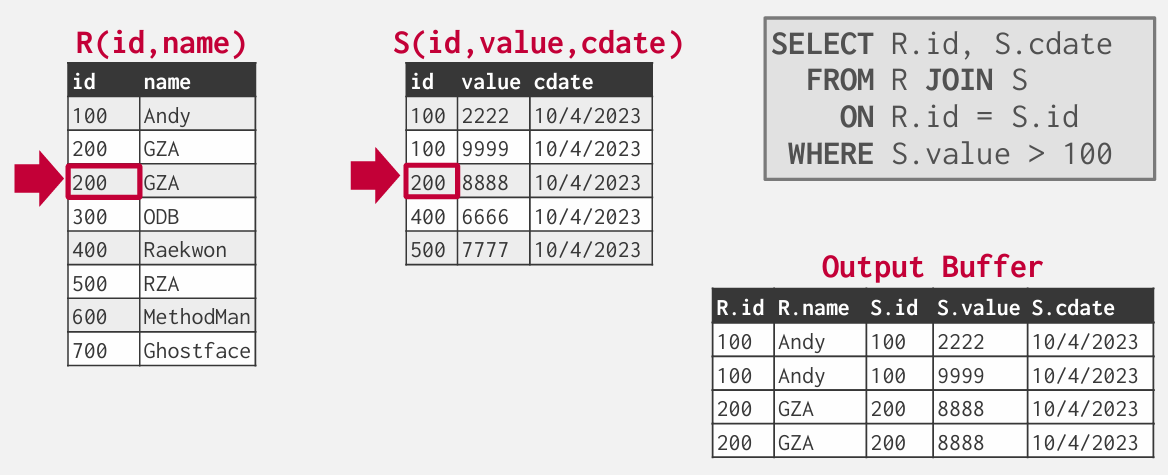 R(id,name)
id name
100 Andy
200 GZA
200 GZA
300 ODB
400 Raekwon
500 RZA
600 MethodMan
700 Ghostface
S(id,value,cdate)
id value cdate
100 2222 10/4/2023
100 9999 10/4/2023
200 8888 10/4/2023
400 6666 10/4/2023
500 7777 10/4/2023
SELECT R.id, S.cdate
FROM R JOIN S
ON R.id = S.id
WHERE S.value > 100
Output Buffer
R.id R.name S.id S.value S.cdate
100 Andy 100 2222 10/4/2023
100 Andy 100 9999 10/4/2023
200 GZA 200 8888 10/4/2023
200 GZA 200 8888 10/4/2023